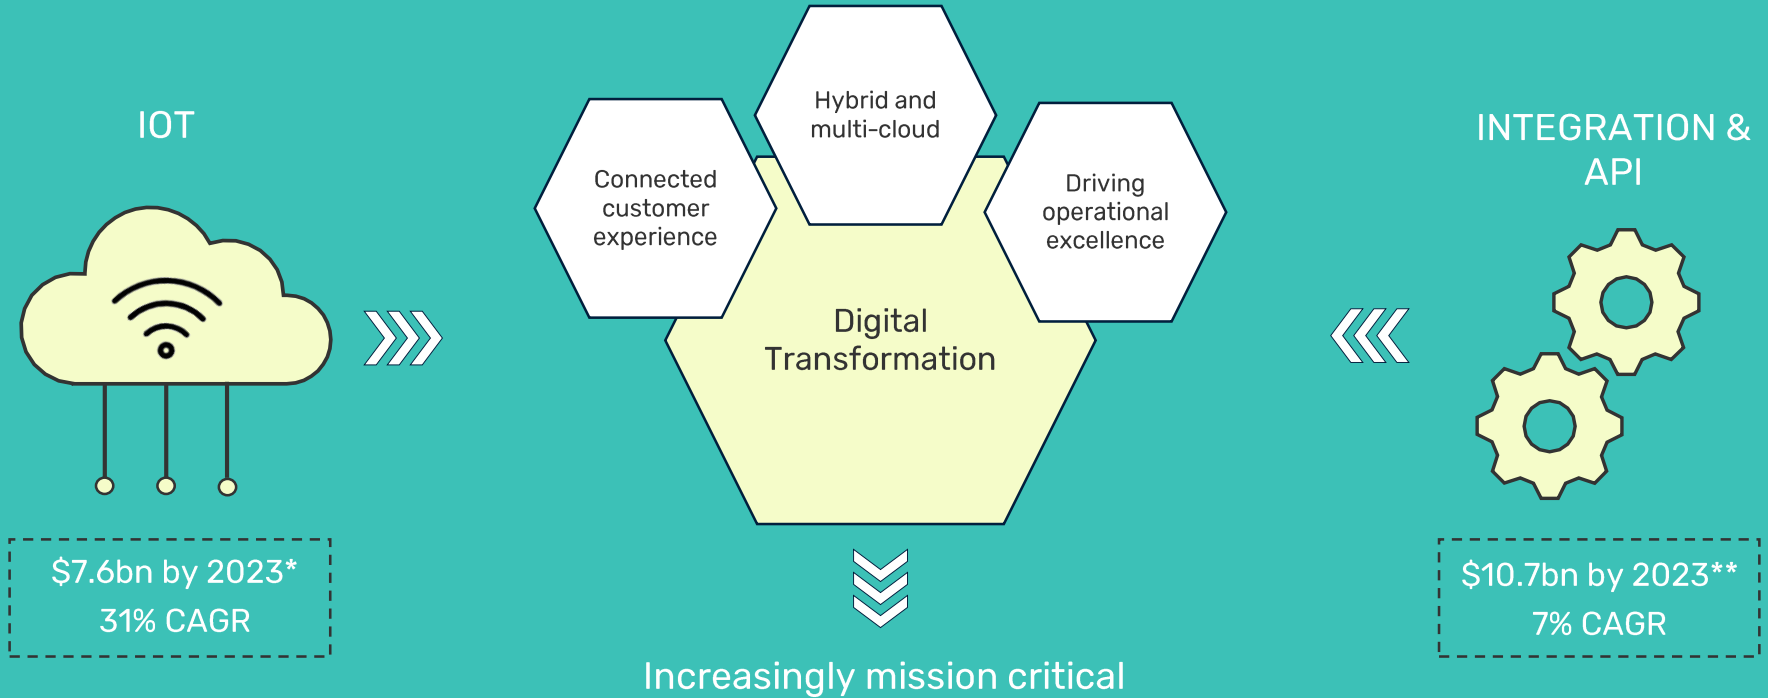 IOT
$7.6bn by 2023*
31% CAGR
Connected
customer
experience
Hybrid and
multi-cloud
Driving
operational
excellence
Digital
Transformation
Increasingly mission critical
INTEGRATION &
API
$10.7bn by 2023**
7% CAGR